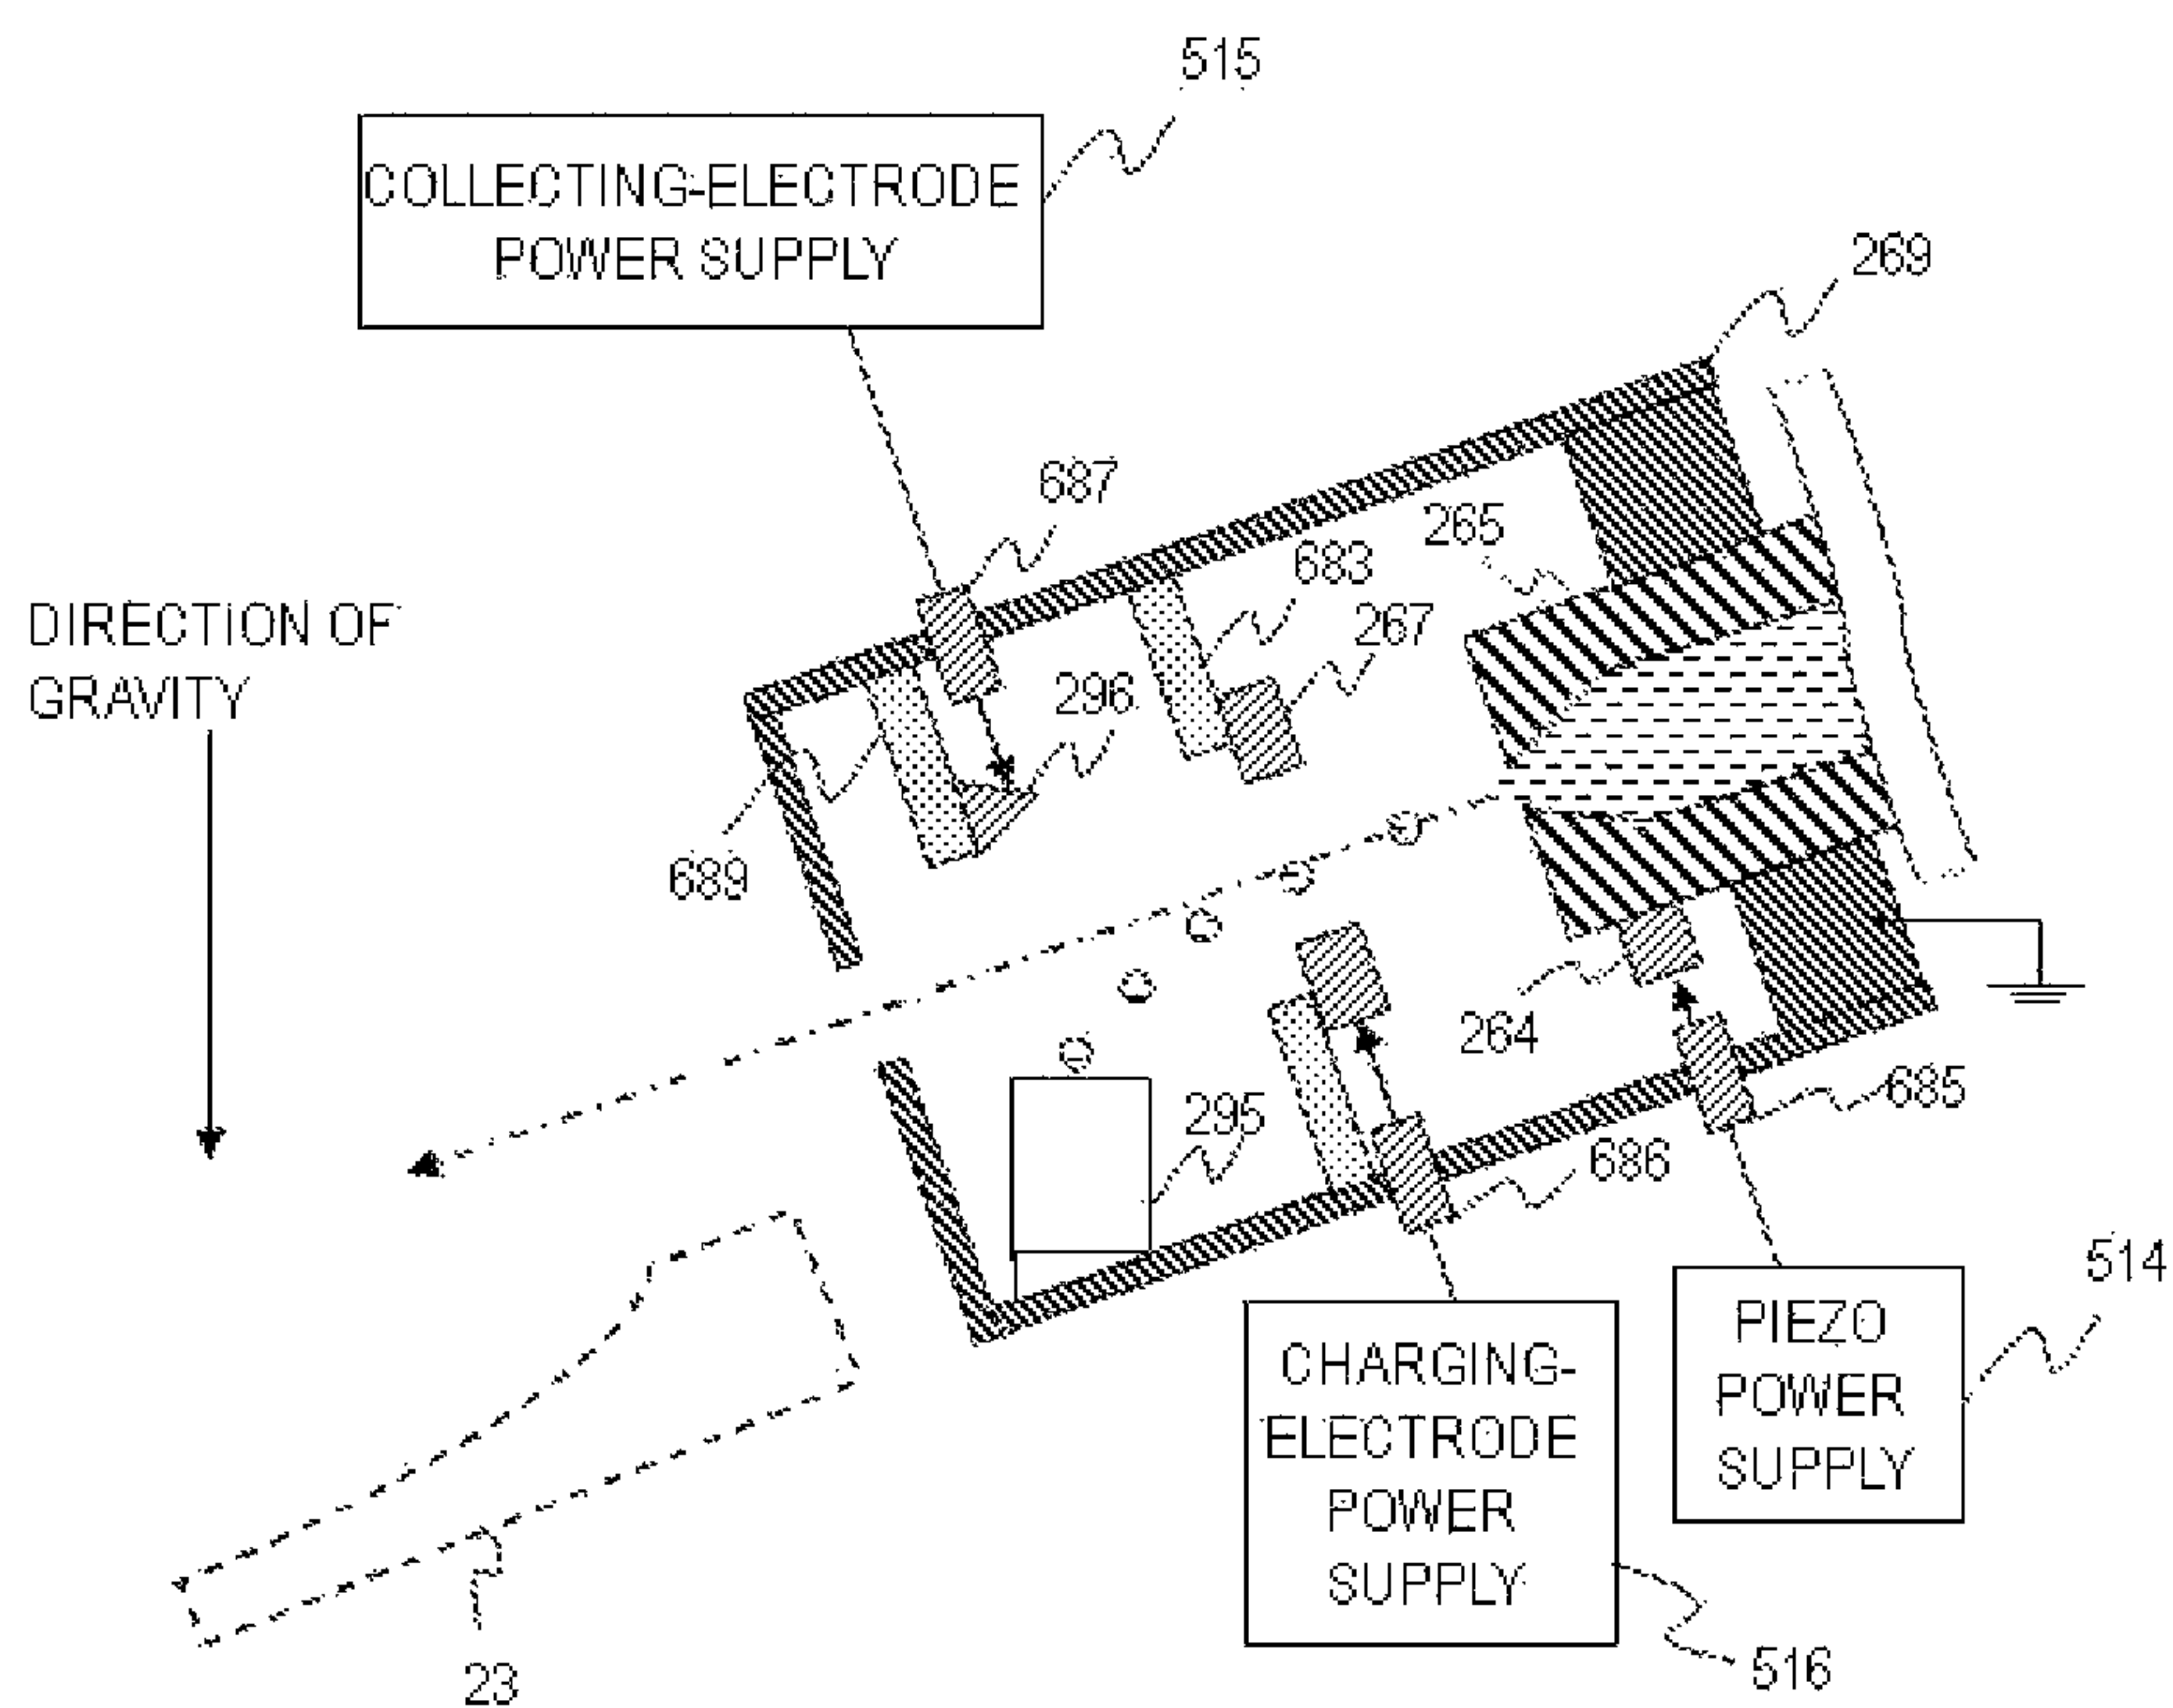 515
COLLECTING-ELECTRODE
POWER SUPPLY
269
687
265
683
DIRECTION OF
GRAVITY
267
296
689
264
685
295
686
514
PIEZO
POWER
SUPPLY
CHARGING-
ELECTRODE
POWER
SUPPLY
23
516